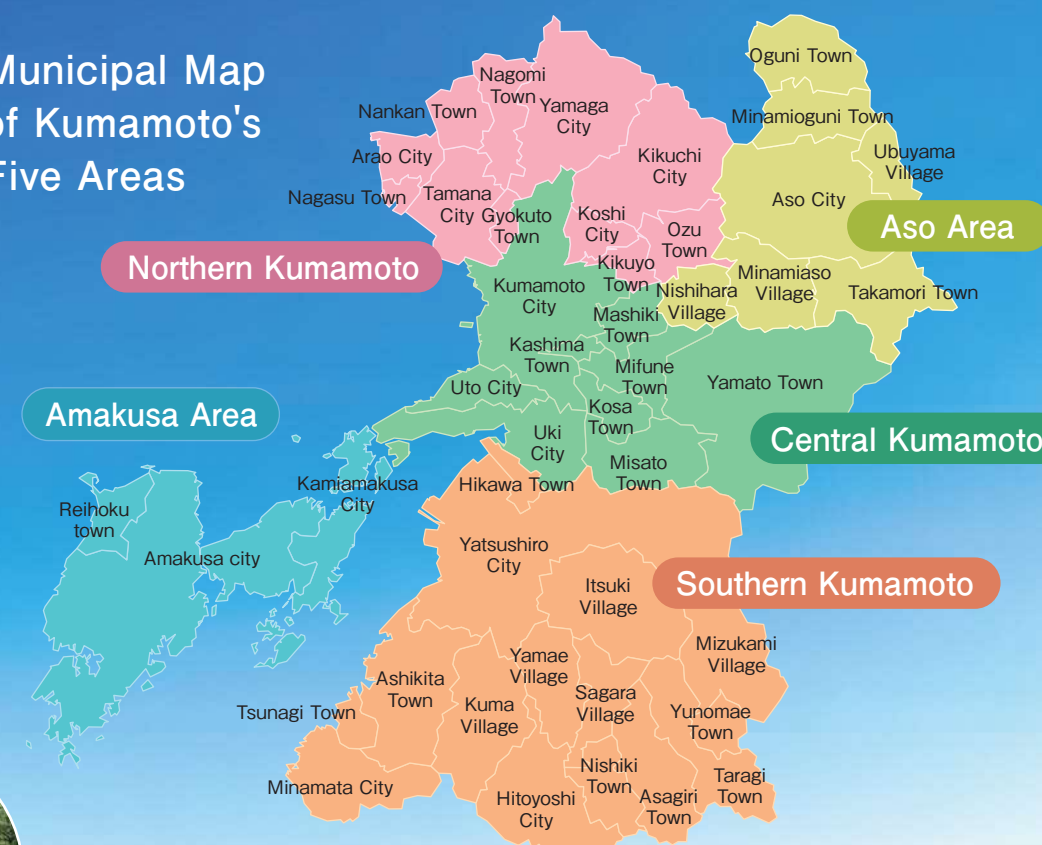 Municipal Map
of Kumamoto's
Five Areas
Oguni Town
Nagomi
Town
Nankan Town
Yamaga
City
Minamioguni Town
Arao City
Kikuchi
City
Ubuyama
Village
Nagasu Town
Tamana
City
Aso City
Gyokuto
Town
Koshi
City
Ozu
Town
Aso Area
Northern Kumamoto
Kikuyo
Town
Kumamoto
City
Nishihara
Village
Minamiaso
Village
Takamori Town
Mashiki
Town
Kashima
Town
Mifune
Town
Uto City
Yamato Town
Amakusa Area
Kosa
Town
Uki
City
Central Kumamoto
Misato
Town
Kamiamakusa
City
Hikawa Town
Reihoku
town
Amakusa city
Yatsushiro
City
Itsuki
Village
Southern Kumamoto
Mizukami
Village
Yamae
Village
Ashikita
Town
Sagara
Village
Kuma
Village
Tsunagi Town
Yunomae
Town
Minamata City
Nishiki
Town
Taragi
Town
Hitoyoshi
City
Asagiri
Town